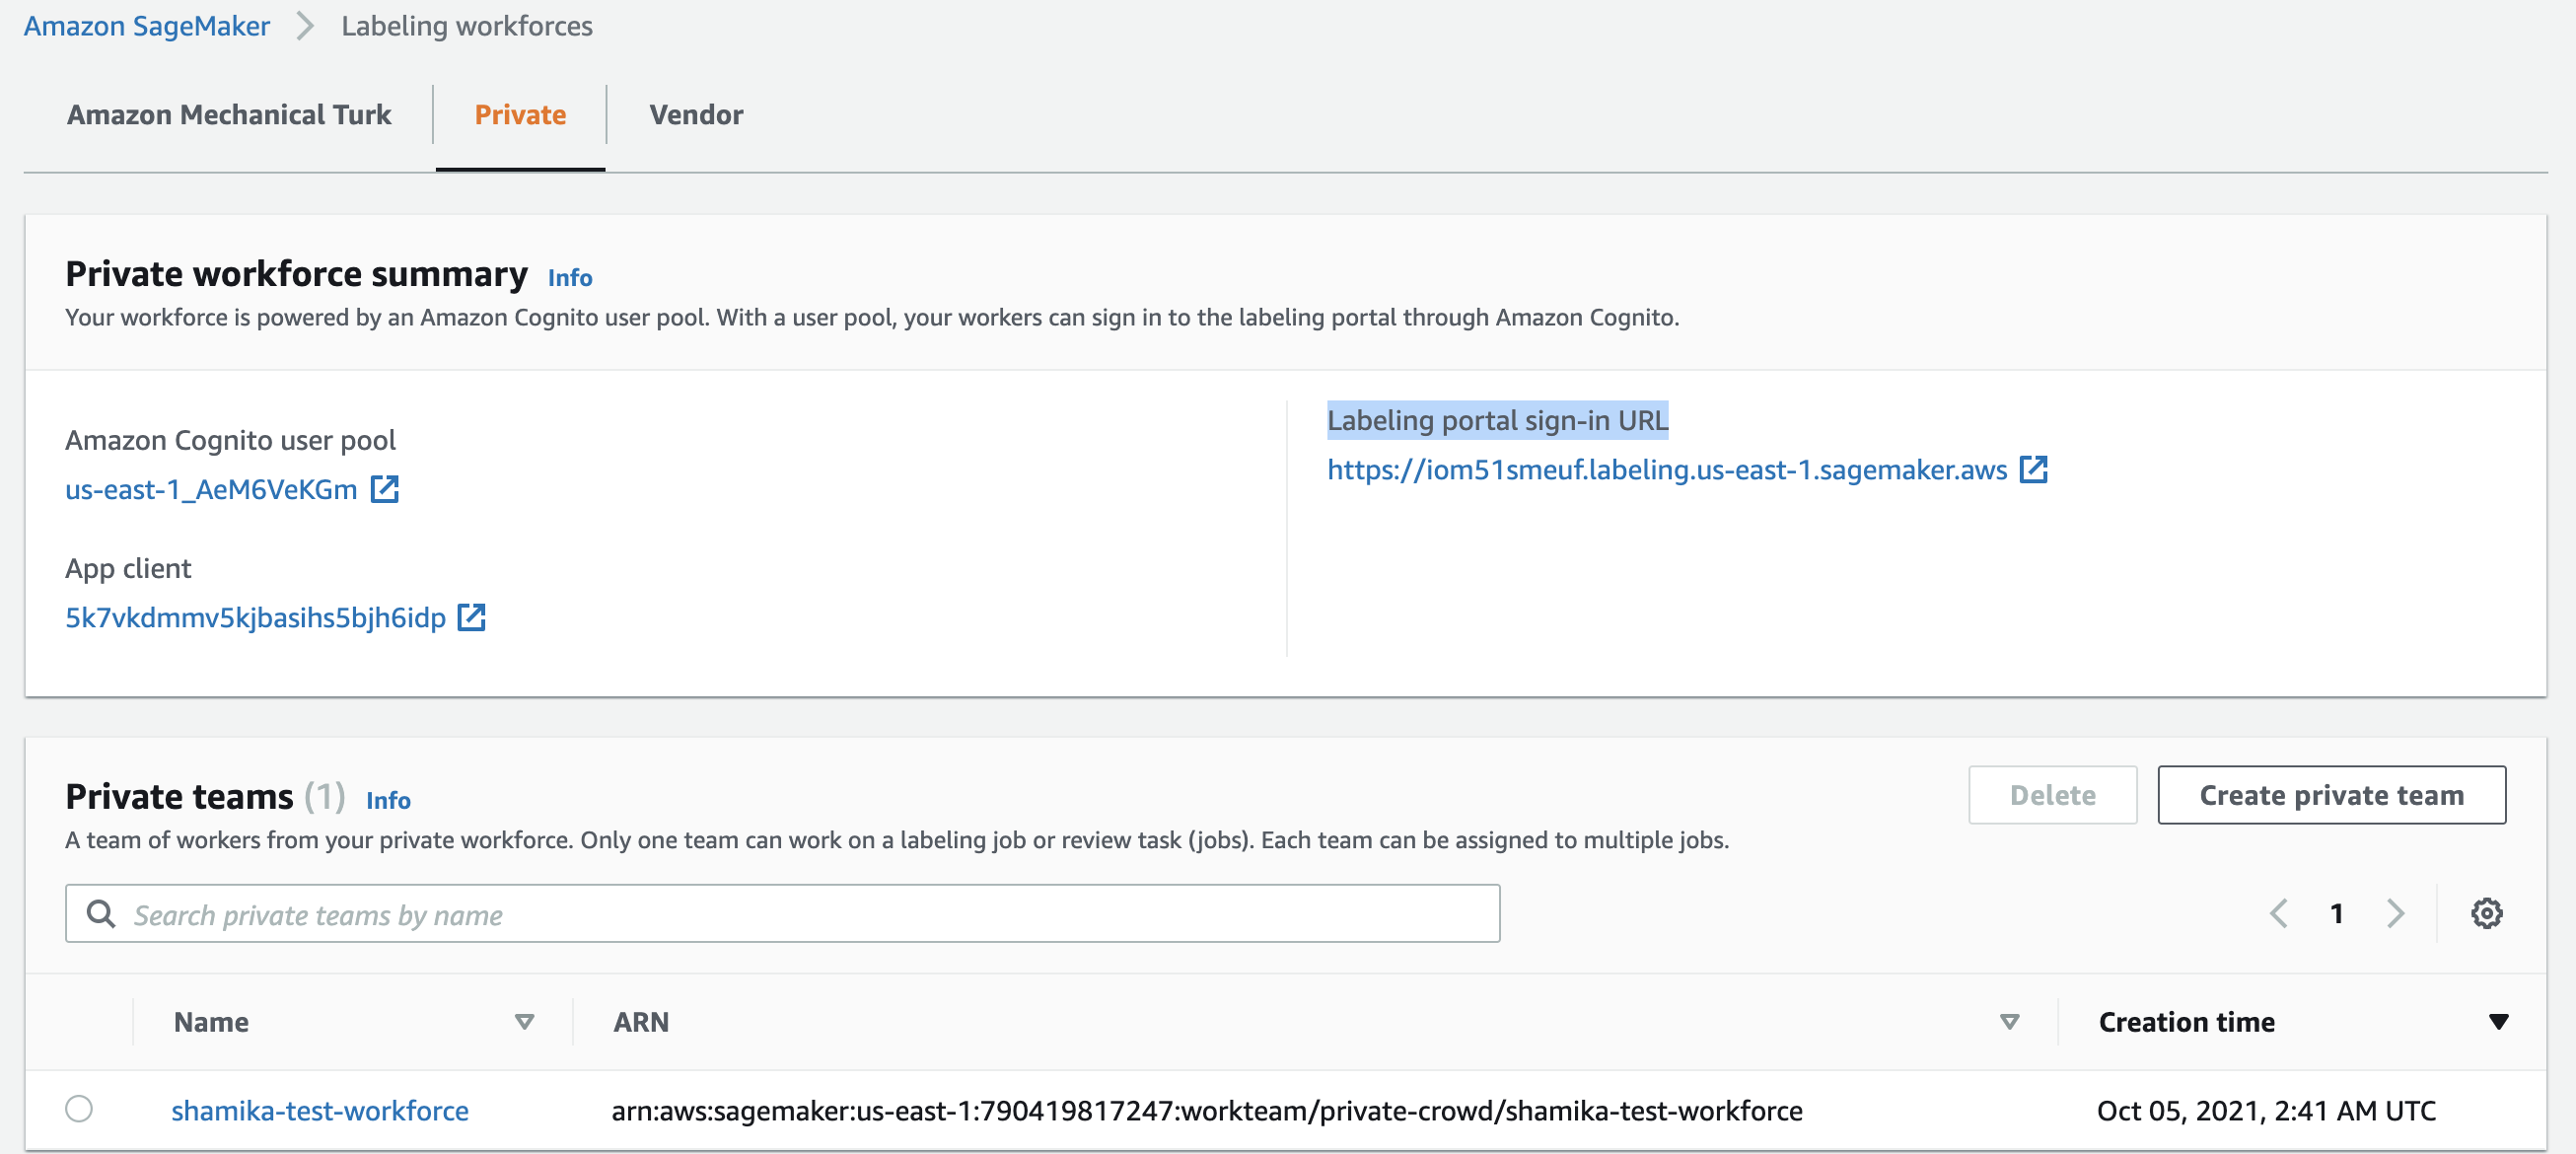 Amazon SageMaker > Labeling workforces
Amazon Mechanical Turk Private Vendor
Private workforce summary Info
Your workforce is powered by an Amazon Cognito user pool. With a user pool, your workers can sign in to the labeling portal through Amazon Cognito.
Amazon Cognito user pool
us-east-1_AeM6VeKGm
App client
5k7vkdmmv5kjbasihs5bjh6idp
Labeling portal sign-in URL
https://iom51smeuf.labeling.us-east-1.sagemaker.aws
Private teams (1) Info
A team of workers from your private workforce. Only one team can work on a labeling job or review task (jobs). Each team can be assigned to multiple jobs.
Delete Create private team
Search private teams by name
1
Name ARN Creation time
shamika-test-workforce arn:aws:sagemaker:us-east-1:790419817247:workteam/private-crowd/shamika-test-workforce Oct 05, 2021, 2:41 AM UTC